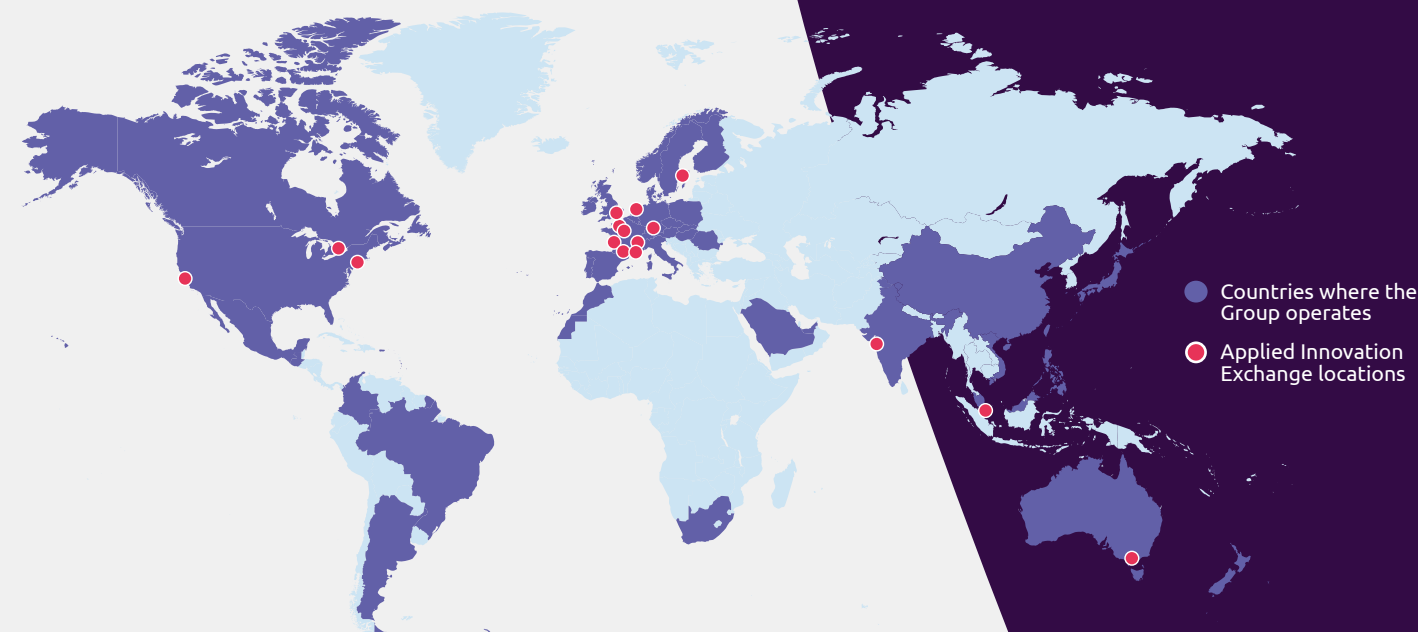 Countries where the
Group operates
Applied Innovation
Exchange locations